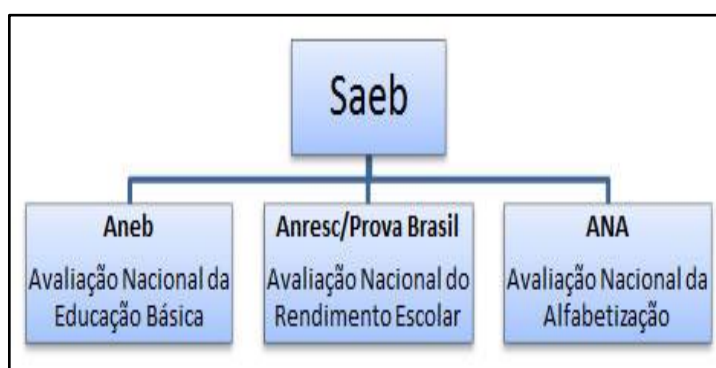 Saeb
Aneb
Avaliação Nacional da
Educação Básica
Anresc/Prova Brasil
Avaliação Nacional do
Rendimento Escolar
ANA
Avaliação Nacional da
Alfabetização